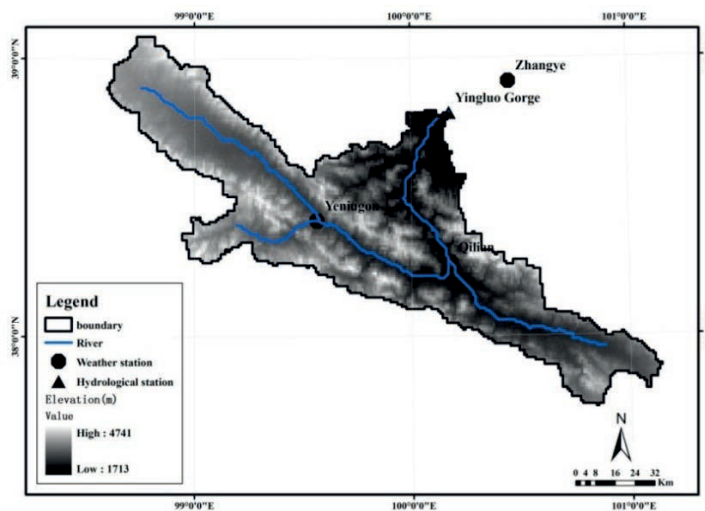 99°0'0"N 100°0'0"N 101°0'0"N
39°0'0"N
Zhangye
Yingluo Gorge
Yeniugou
Qilian
38°0'0"N
Legend
boundary
River
Weather station
Hydrological station
Elevation(m)
Value
High : 4741
Low : 1713
N
0 4 8 16 24 32
Km
99°0'0"E 100°0'0"E 101°0'0"E